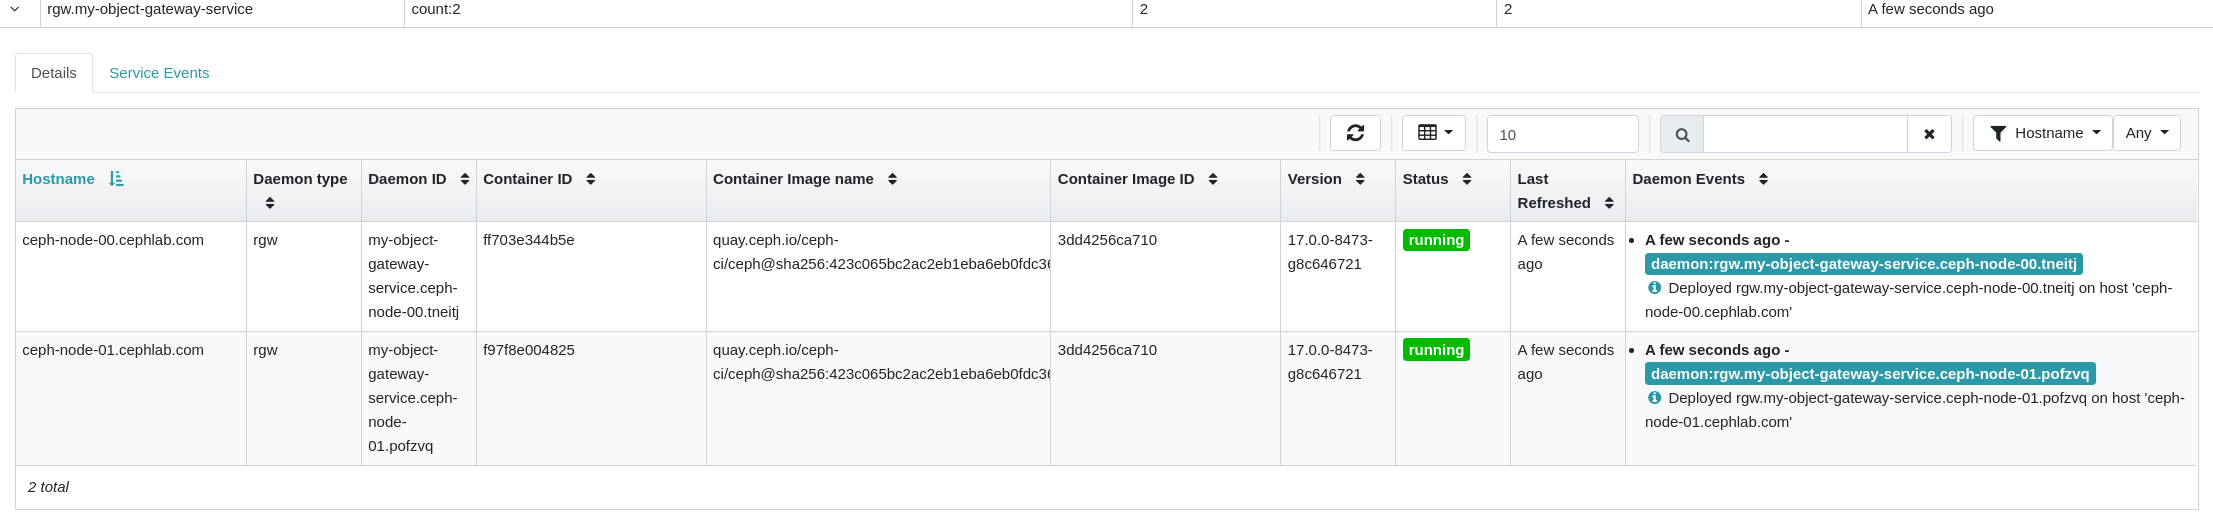 rgw.my-object-gateway-service count:2 2 2 A few seconds ago
Details Service Events
10 Hostname Any
Hostname Daemon type Daemon ID Container ID Container Image name Container Image ID Version Status Last Refreshed Daemon Events
ceph-node-00.cephlab.com rgw my-object- ff703e344b5e quay.ceph.io/ceph- 3dd4256ca710 17.0.0-8473- running A few seconds A few seconds ago -
gateway- ci/ceph@sha256:423c065bc2ac2eb1eba6eb0fdc36 g8c646721 ago daemon:rgw.my-object-gateway-service.ceph-node-00.tneitj
service.ceph- Deployed rgw.my-object-gateway-service.ceph-node-00.tneitj on host 'ceph-
node-00.tneitj node-00.cephlab.com'
ceph-node-01.cephlab.com rgw my-object- f97f8e004825 quay.ceph.io/ceph- 3dd4256ca710 17.0.0-8473- running A few seconds A few seconds ago -
gateway- ci/ceph@sha256:423c065bc2ac2eb1eba6eb0fdc36 g8c646721 ago daemon:rgw.my-object-gateway-service.ceph-node-01.pofzvq
service.ceph- Deployed rgw.my-object-gateway-service.ceph-node-01.pofzvq on host 'ceph-
node- node-01.cephlab.com'
01.pofzvq
2 total